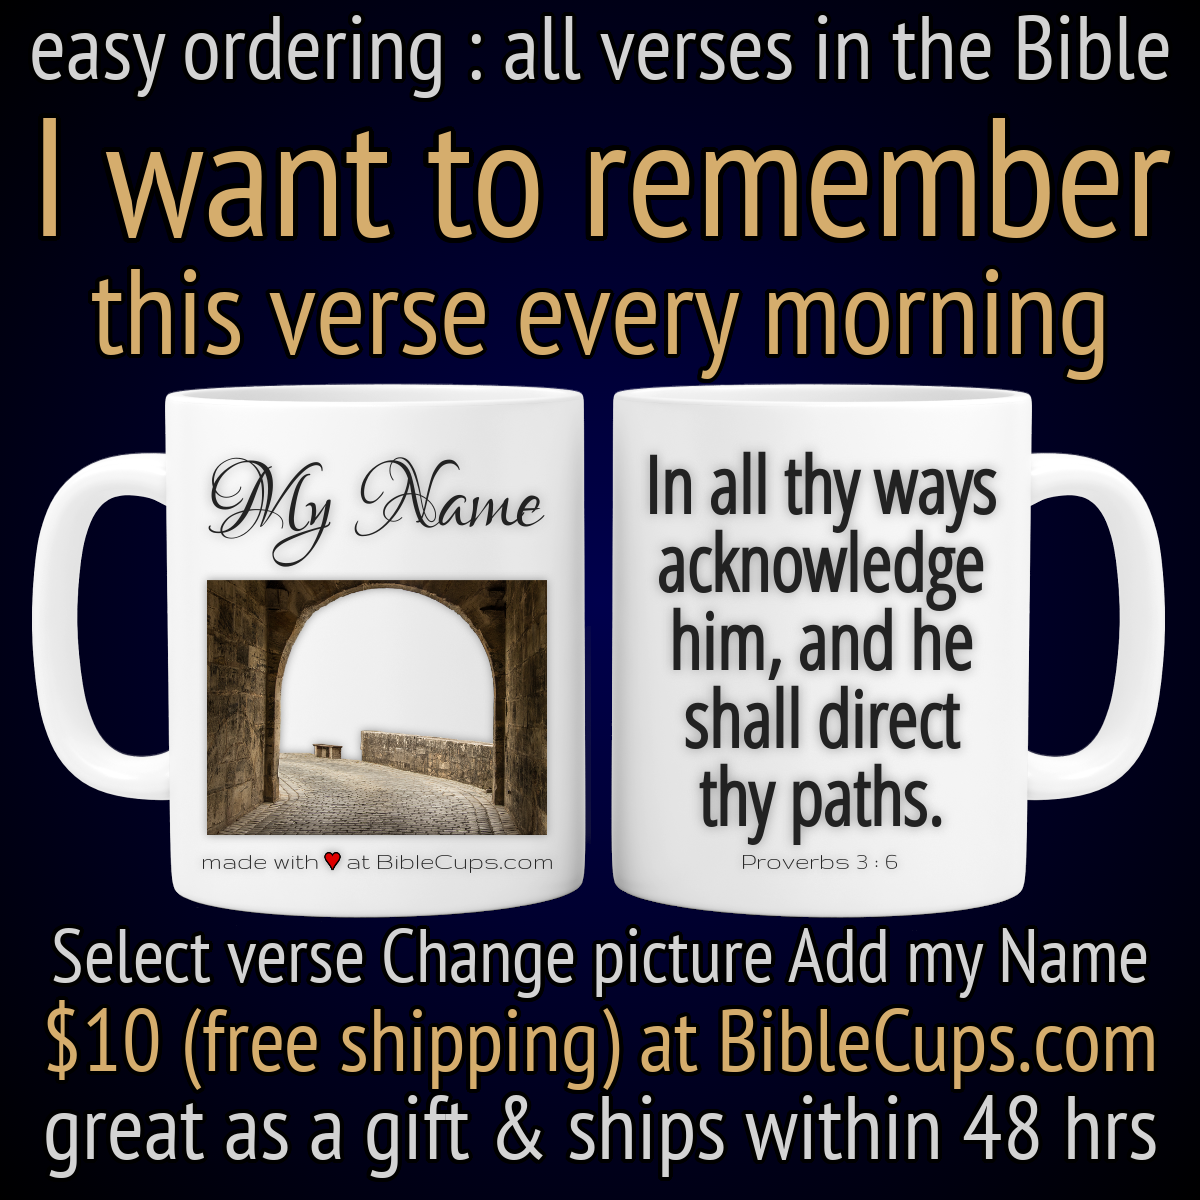 easy ordering : all verses in the Bible
I want to remember
this verse every morning
My Name
made with ❤ at BibleCups.com
In all thy ways
acknowledge
him, and he
shall direct
thy paths.
Proverbs 3 : 6
Select verse Change picture Add my Name
$10 (free shipping) at BibleCups.com
great as a gift & ships within 48 hrs